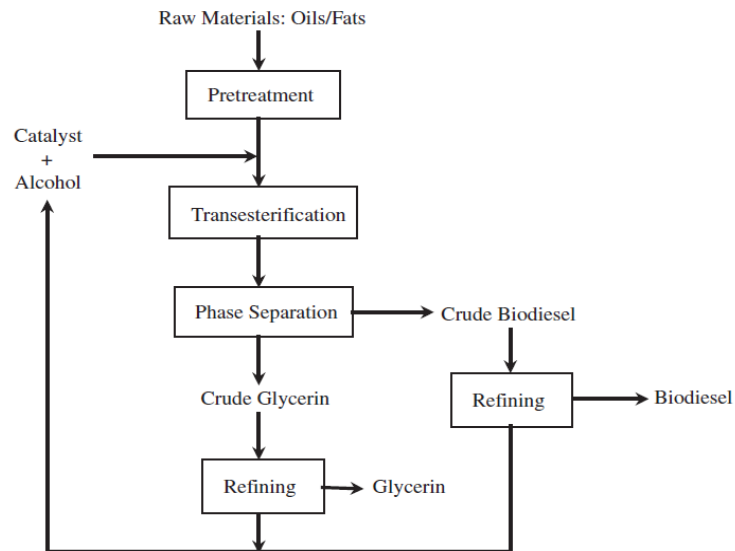 Raw Materials: Oils/Fats
Pretreatment
Catalyst
+
Alcohol
Transesterification
Phase Separation
Crude Biodiesel
Crude Glycerin
Refining
Biodiesel
Refining
Glycerin